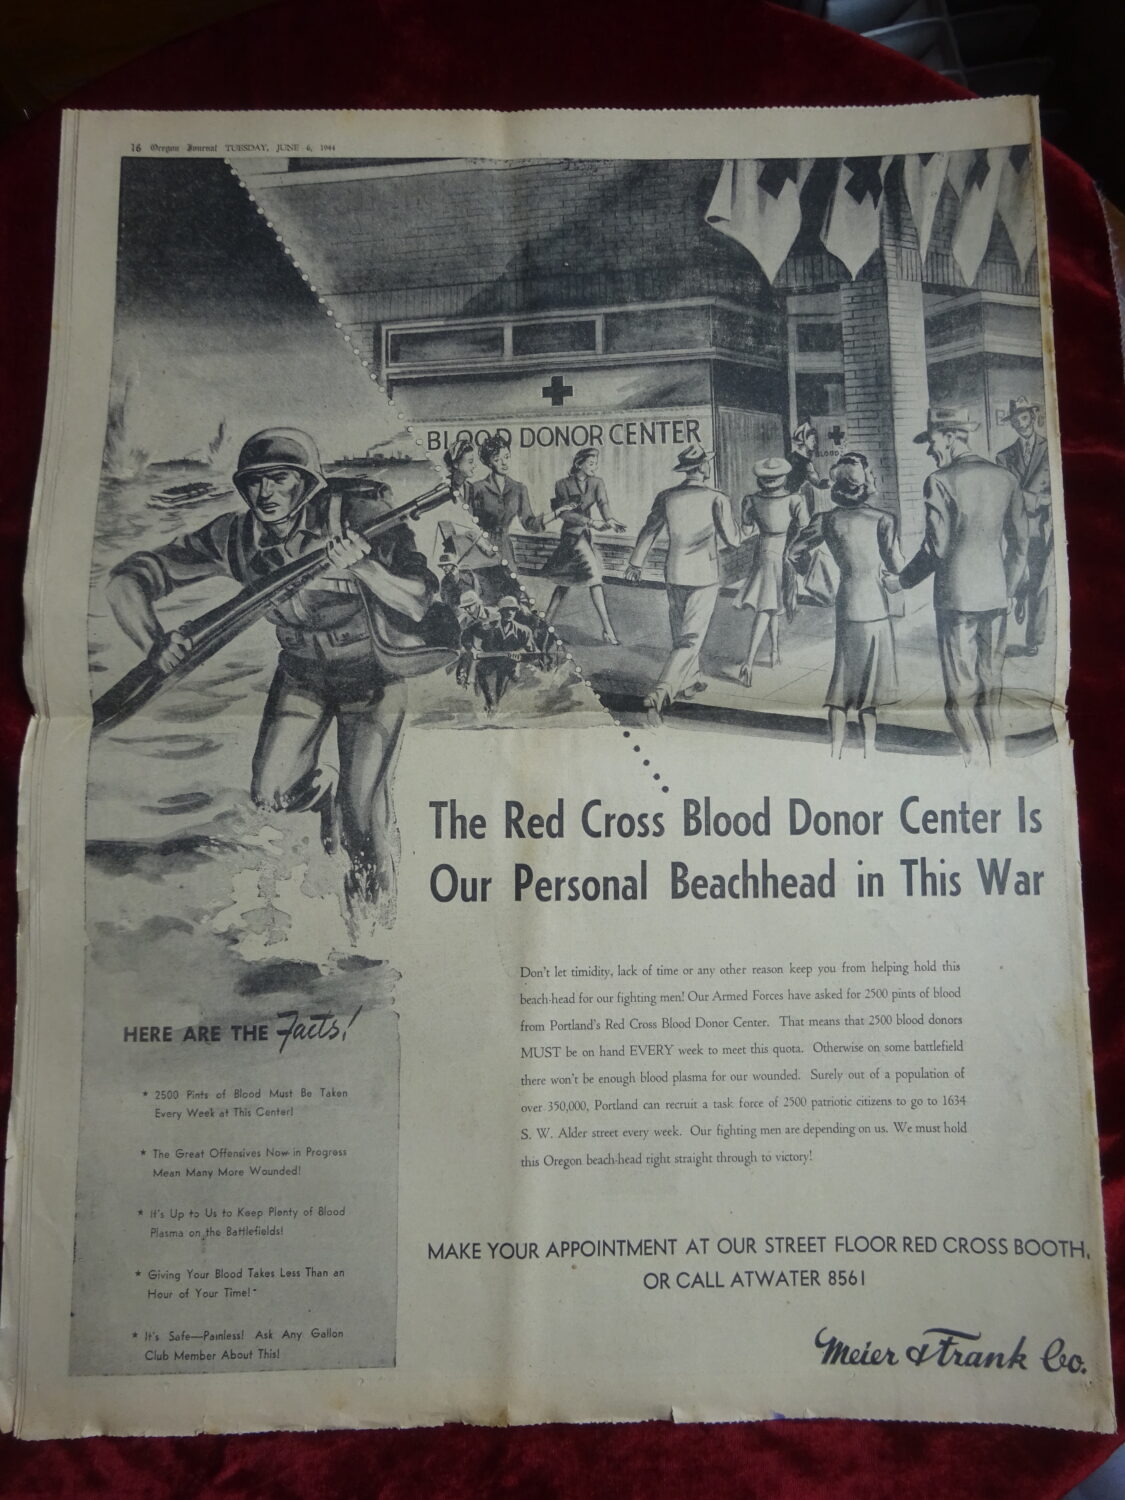 16 Oregon Journal TUESDAY, JUNE 6, 1944
BLOOD DONOR CENTER
BLOOD
The Red Cross Blood Donor Center Is
Our Personal Beachhead in This War
Don't let timidity, lack of time or any other reason keep you from helping hold this
beach-head for our fighting men! Our Armed Forces have asked for 2500 pints of blood
from Portland's Red Cross Blood Donor Center. That means that 2500 blood donors
MUST be on hand EVERY week to meet this quota. Otherwise on some battlefield
there won't be enough blood plasma for our wounded. Surely out of a population of
over 350,000, Portland can recruit a task force of 2500 patriotic citizens to go to 1634
S. W. Alder street every week. Our fighting men are depending on us. We must hold
this Oregon beach-head right straight through to victory!
HERE ARE THE Facts!
* 2500 Pints of Blood Must Be Taken
Every Week at This Center!
* The Great Offensives Now in Progress
Mean Many More Wounded!
* It's Up to Us to Keep Plenty of Blood
Plasma on the Battlefields!
* Giving Your Blood Takes Less Than an
Hour of Your Time!
* It's Safe—Painless! Ask Any Gallon
Club Member About This!
MAKE YOUR APPOINTMENT AT OUR STREET FLOOR RED CROSS BOOTH,
OR CALL ATWATER 8561
Meier & Frank Co.